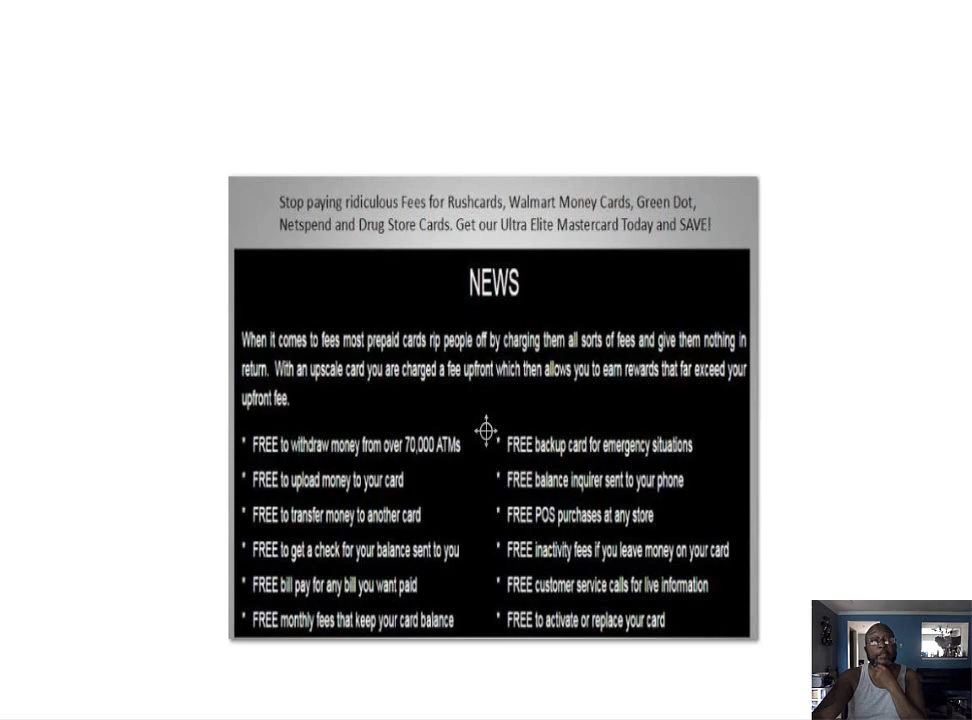 Stop paying ridiculous Fees for Rushcards, Walmart Money Cards, Green Dot,
Netspend and Drug Store Cards. Get our Ultra Elite Mastercard Today and SAVE!
NEWS
When it comes to fees most prepaid cards rip people off by charging them all sorts of fees and give them nothing in
return. With an upscale card you are charged a fee upfront which then allows you to earn rewards that far exceed your
upfront fee.
* FREE to withdraw money from over 70,000 ATMs
* FREE to upload money to your card
* FREE to transfer money to another card
* FREE to get a check for your balance sent to you
* FREE bill pay for any bill you want paid
* FREE monthly fees that keep your card balance
* FREE backup card for emergency situations
* FREE balance inquirer sent to your phone
* FREE POS purchases at any store
* FREE inactivity fees if you leave money on your card
* FREE customer service calls for live information
* FREE to activate or replace your card